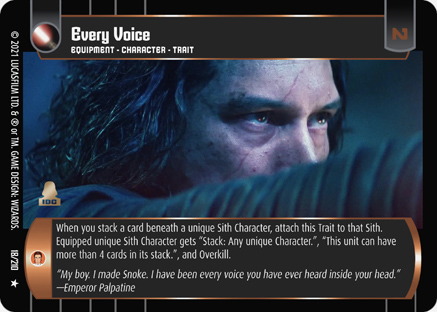 Every Voice
EQUIPMENT - CHARACTER - TRAIT
N
© 2021 LUCASFILM LTD. & ® or TM. GAME DESIGN: WIZARDS.
18/210
IDC
When you stack a card beneath a unique Sith Character, attach this Trait to that Sith.
Equipped unique Sith Character gets "Stack: Any unique Character.", "This unit can have
more than 4 cards in its stack.", and Overkill.
"My boy. I made Snoke. I have been every voice you have ever heard inside your head."
—Emperor Palpatine